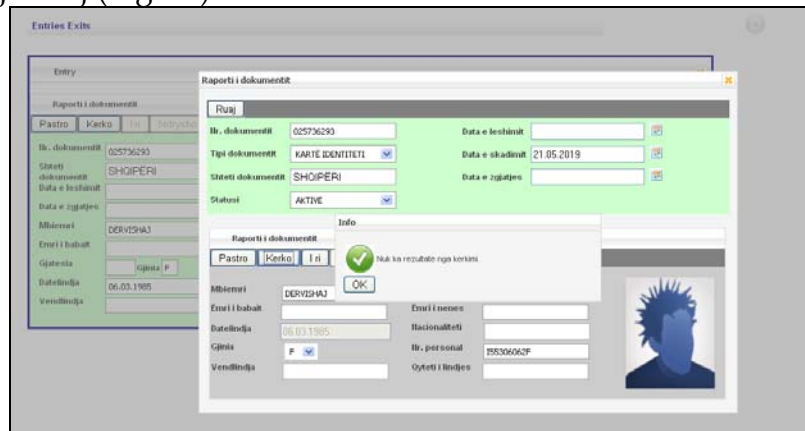 Entries Exits
Entry
Raporti i dokumentit
Pastro Kerko I ri
Nr. dokumentit 025736293
Shteti dokumentit SHQIPËRI
Data e leshimit
Data e zgjatjes
Mbiemri DERVISHAJ
Emri i babait
Gjatesia Gjinia F
Datelindja 06.03.1985
Vendlindja
Raporti i dokumentit
Ruaj
Nr. dokumentit 025736293 Data e leshimit
Tipi dokumentit KARTË IDENTITETI Data e skadimit 21.05.2019
Shteti dokumentit SHQIPËRI Data e zgjatjes
Statusi AKTIVE
Info
Nuk ka rezultate nga kerkimi
OK
Raporti i dokumentit
Pastro Kerko I ri
Mbiemri DERVISHAJ
Emri i babait Emri i nenes
Datelindja 06.03.1985 Nacionaliteti
Gjinia F Nr. personal I55306062F
Vendlindja Qyteti i lindjes